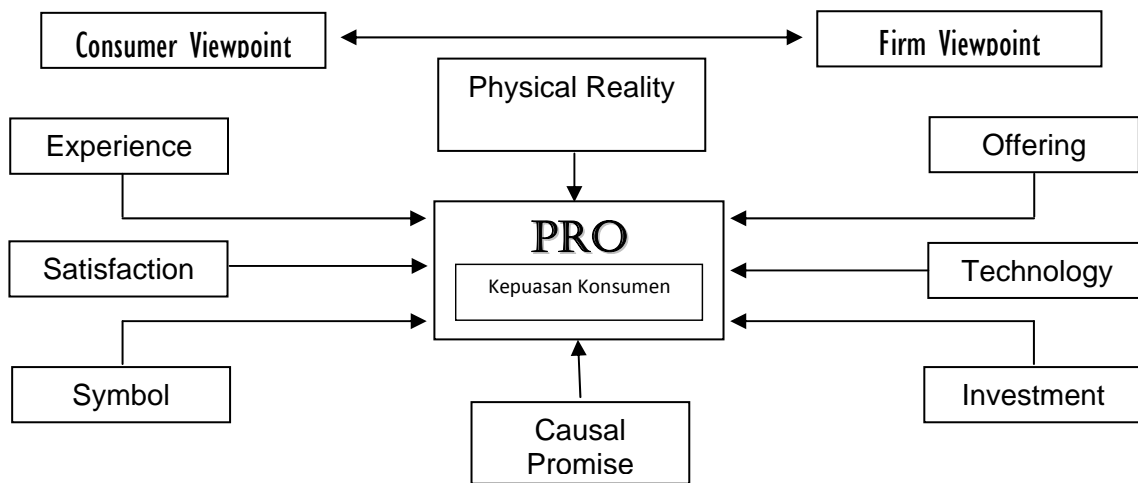 Consumer Viewpoint
Firm Viewpoint
Physical Reality
Experience
Offering
PRO
Satisfaction
Kepuasan Konsumen
Technology
Symbol
Investment
Causal
Promise